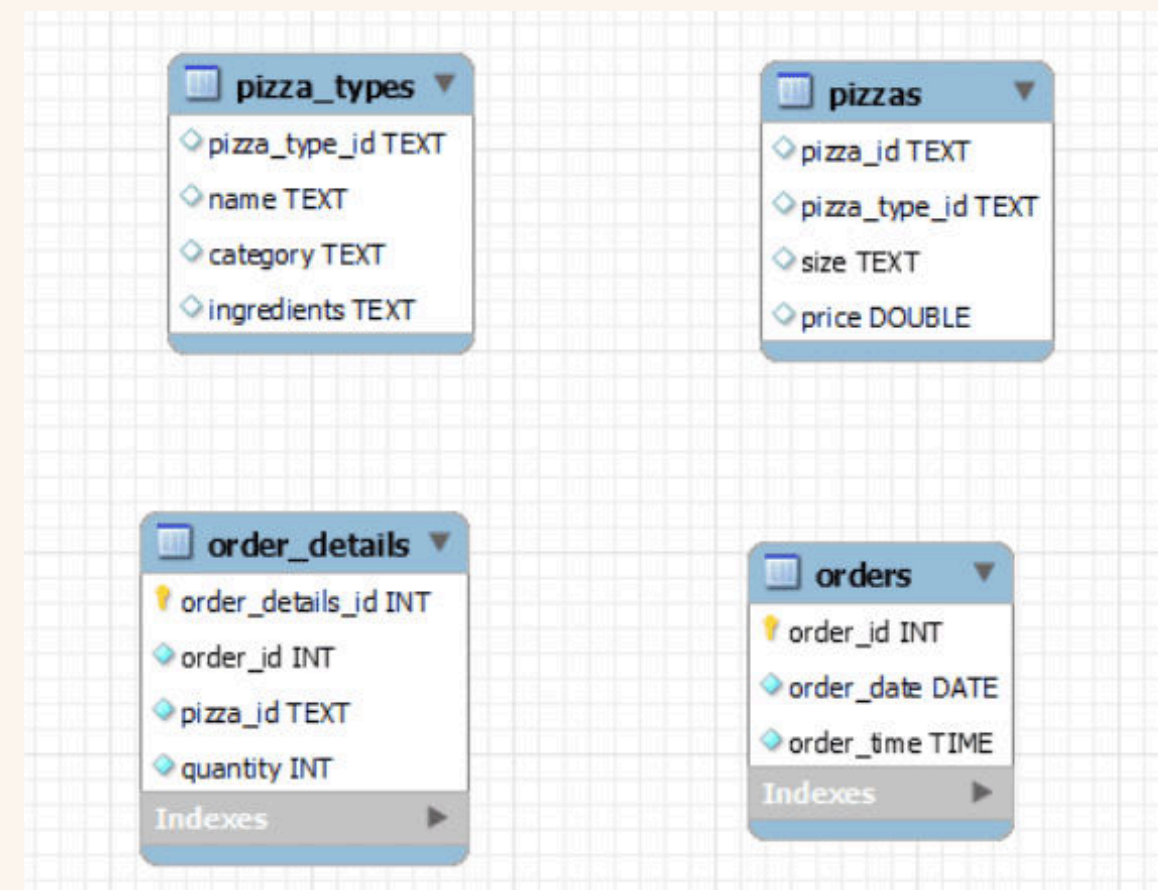 pizza_types
pizza_type_id TEXT
name TEXT
category TEXT
ingredients TEXT
pizzas
pizza_id TEXT
pizza_type_id TEXT
size TEXT
price DOUBLE
order_details
order_details_id INT
order_id INT
pizza_id TEXT
quantity INT
Indexes
orders
order_id INT
order_date DATE
order_time TIME
Indexes